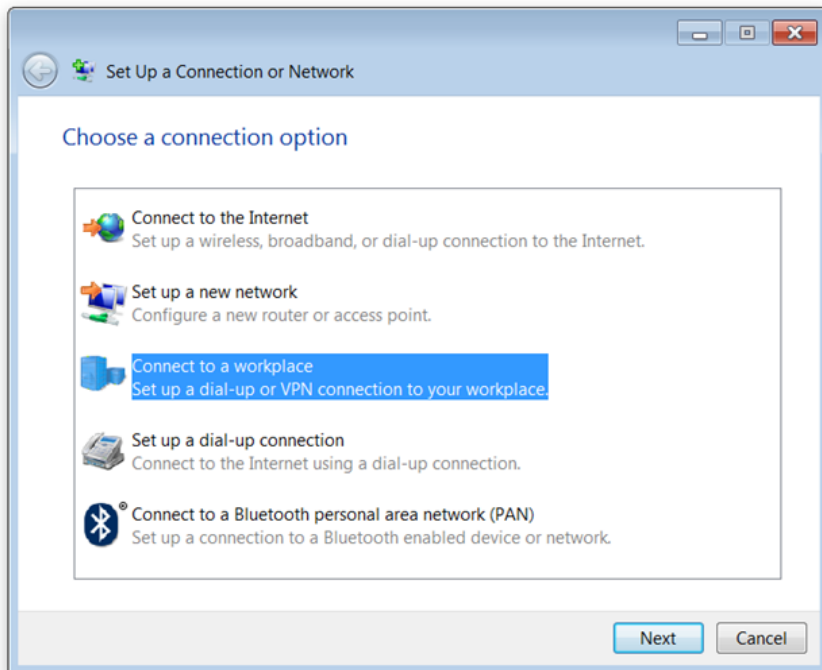 Set Up a Connection or Network
Choose a connection option
Connect to the Internet
Set up a wireless, broadband, or dial-up connection to the Internet.
Set up a new network
Configure a new router or access point.
Connect to a workplace
Set up a dial-up or VPN connection to your workplace.
Set up a dial-up connection
Connect to the Internet using a dial-up connection.
Connect to a Bluetooth personal area network (PAN)
Set up a connection to a Bluetooth enabled device or network.
Next Cancel